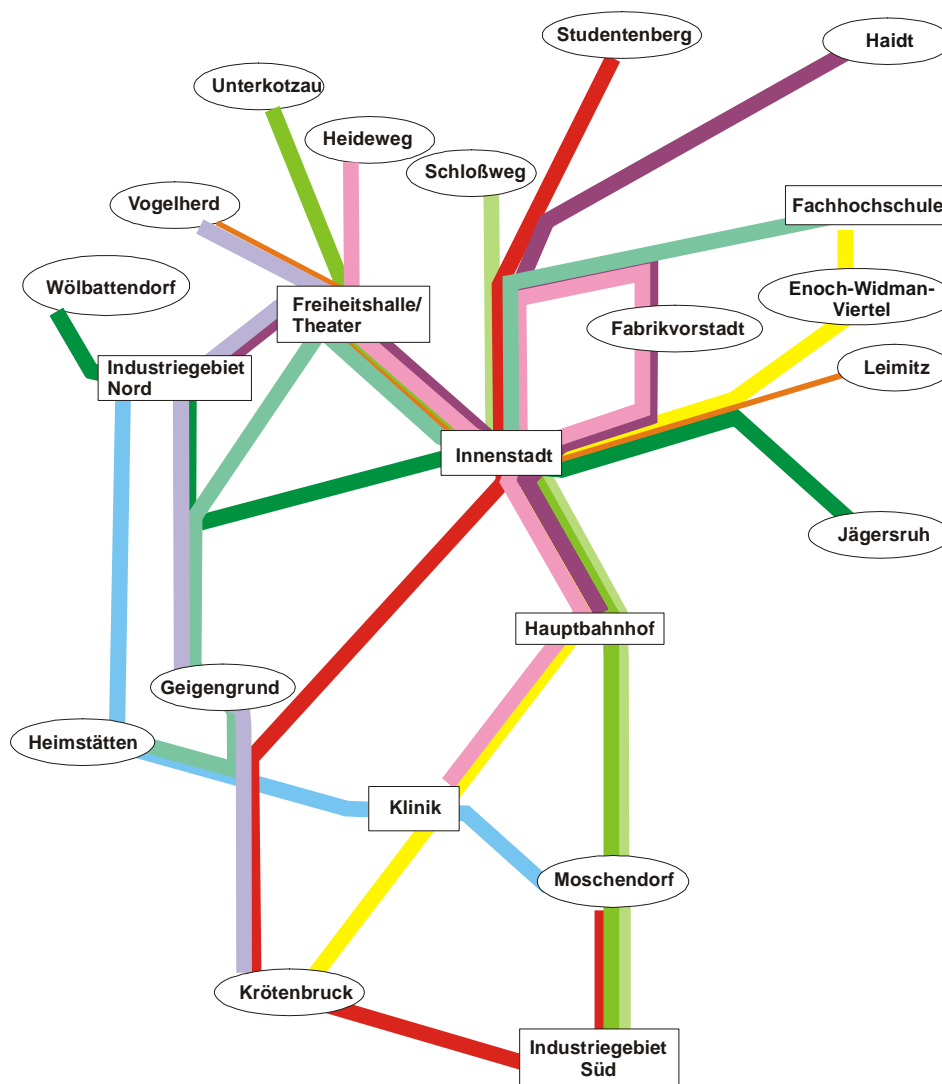 Studentenberg
Haidt
Unterkotzau
Heideweg
Schloßweg
Vogelherd
Fachhochschule
Wölbattendorf
Freiheitshalle/
Theater
Enoch-Widman-
Viertel
Fabrikvorstadt
Industriegebiet
Nord
Leimitz
Innenstadt
Jägersruh
Hauptbahnhof
Geigengrund
Heimstätten
Klinik
Moschendorf
Krötenbruck
Industriegebiet
Süd